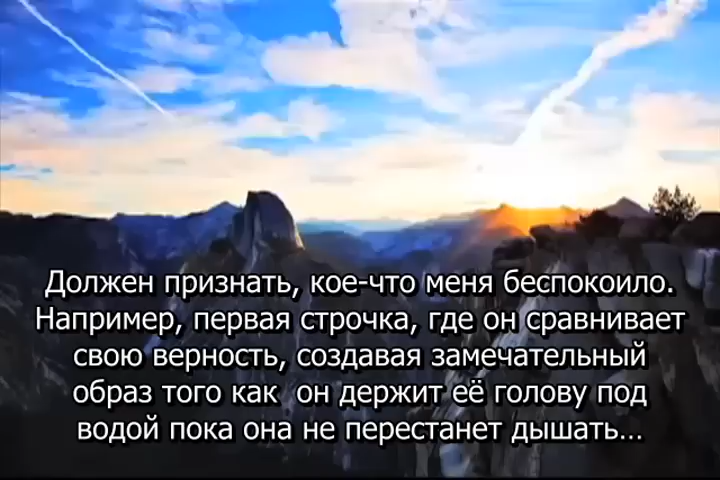 Должен признать, кое-что меня беспокоило.
Например, первая строчка, где он сравнивает
свою верность, создавая замечательный
образ того как он держит её голову под
водой пока она не перестанет дышать...